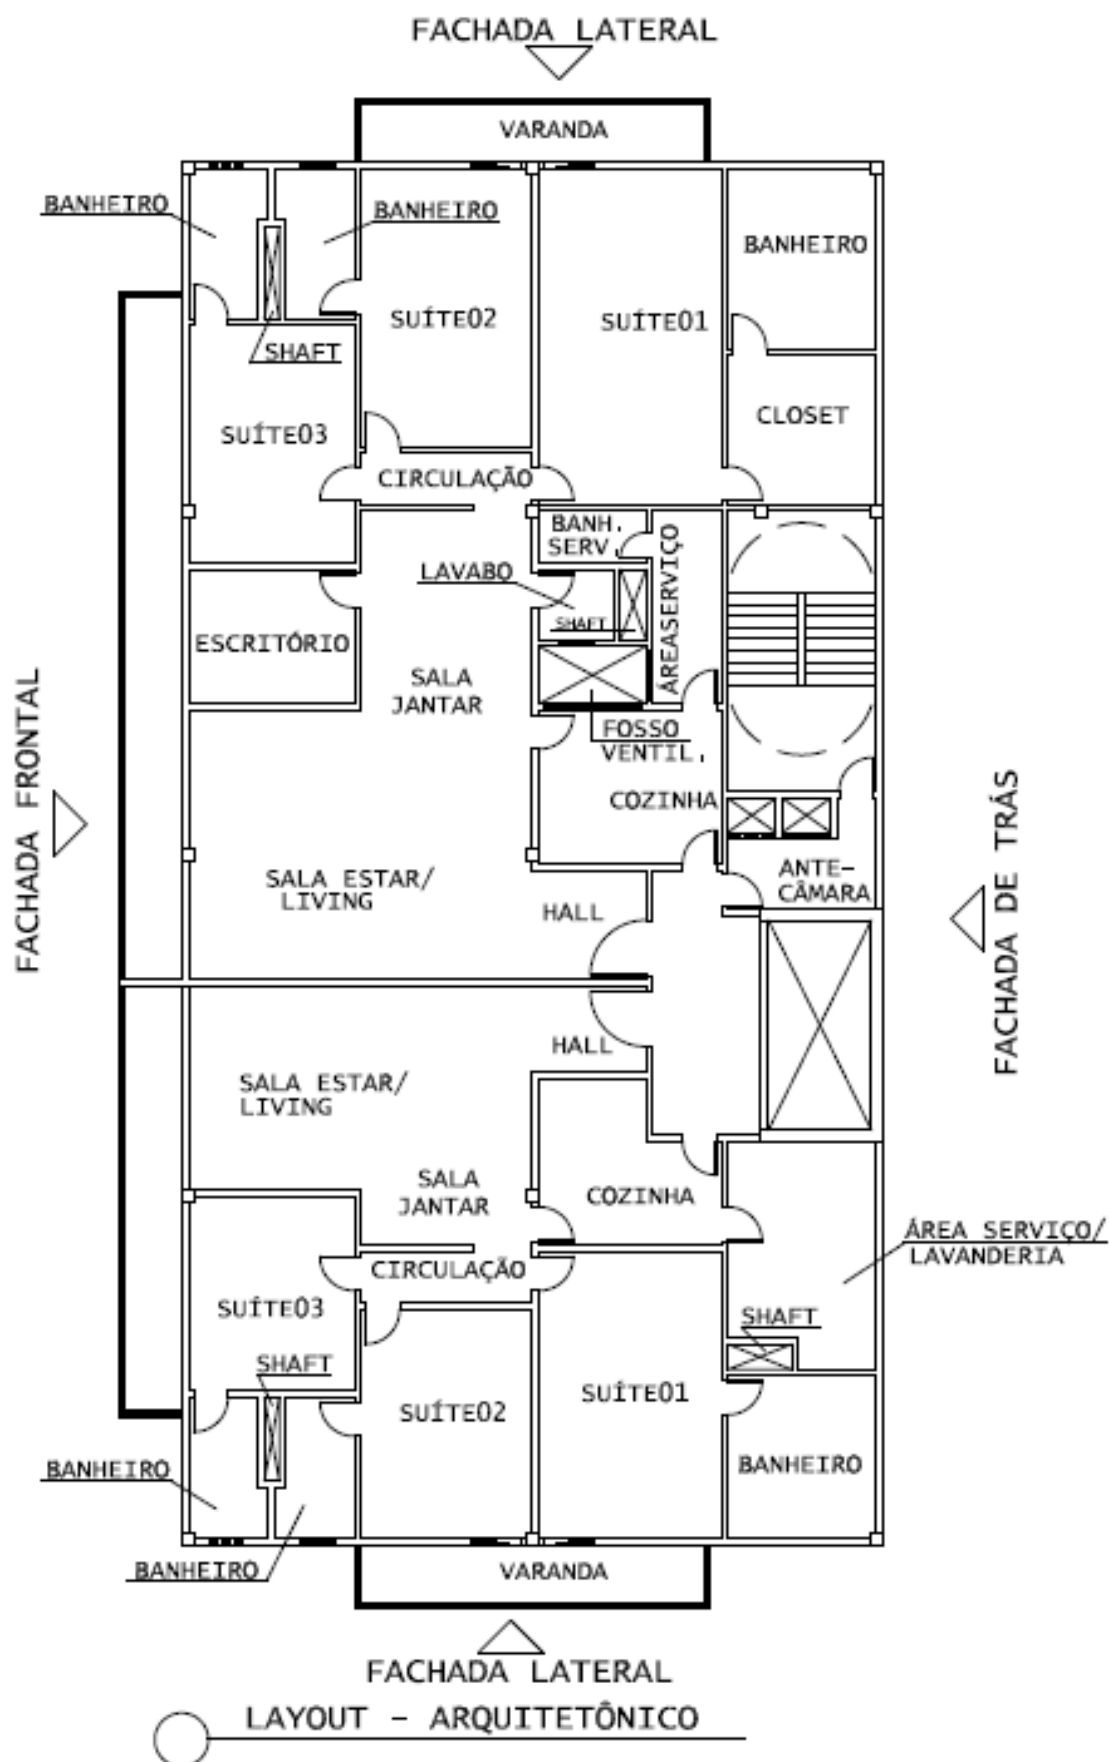 FACHADA LATERAL
VARANDA
BANHEIRO
BANHEIRO
BANHEIRO
SUÍTE02
SUÍTE01
SHAFT
SUÍTE03
CLOSET
CIRCULAÇÃO
BANH.
SERV.
ÁREASERVIÇO
LAVABO
SHAFT
ESCRITÓRIO
SALA
JANTAR
FOSSO
VENTIL.
COZINHA
FACHADA FRONTAL
SALA ESTAR/
LIVING
HALL
ANTE-
CÂMARA
FACHADA DE TRÁS
HALL
SALA ESTAR/
LIVING
SALA
JANTAR
COZINHA
ÁREA SERVIÇO/
LAVANDERIA
CIRCULAÇÃO
SUÍTE03
SHAFT
SHAFT
SUÍTE02
SUÍTE01
BANHEIRO
BANHEIRO
BANHEIRO
VARANDA
FACHADA LATERAL
LAYOUT - ARQUITETÔNICO